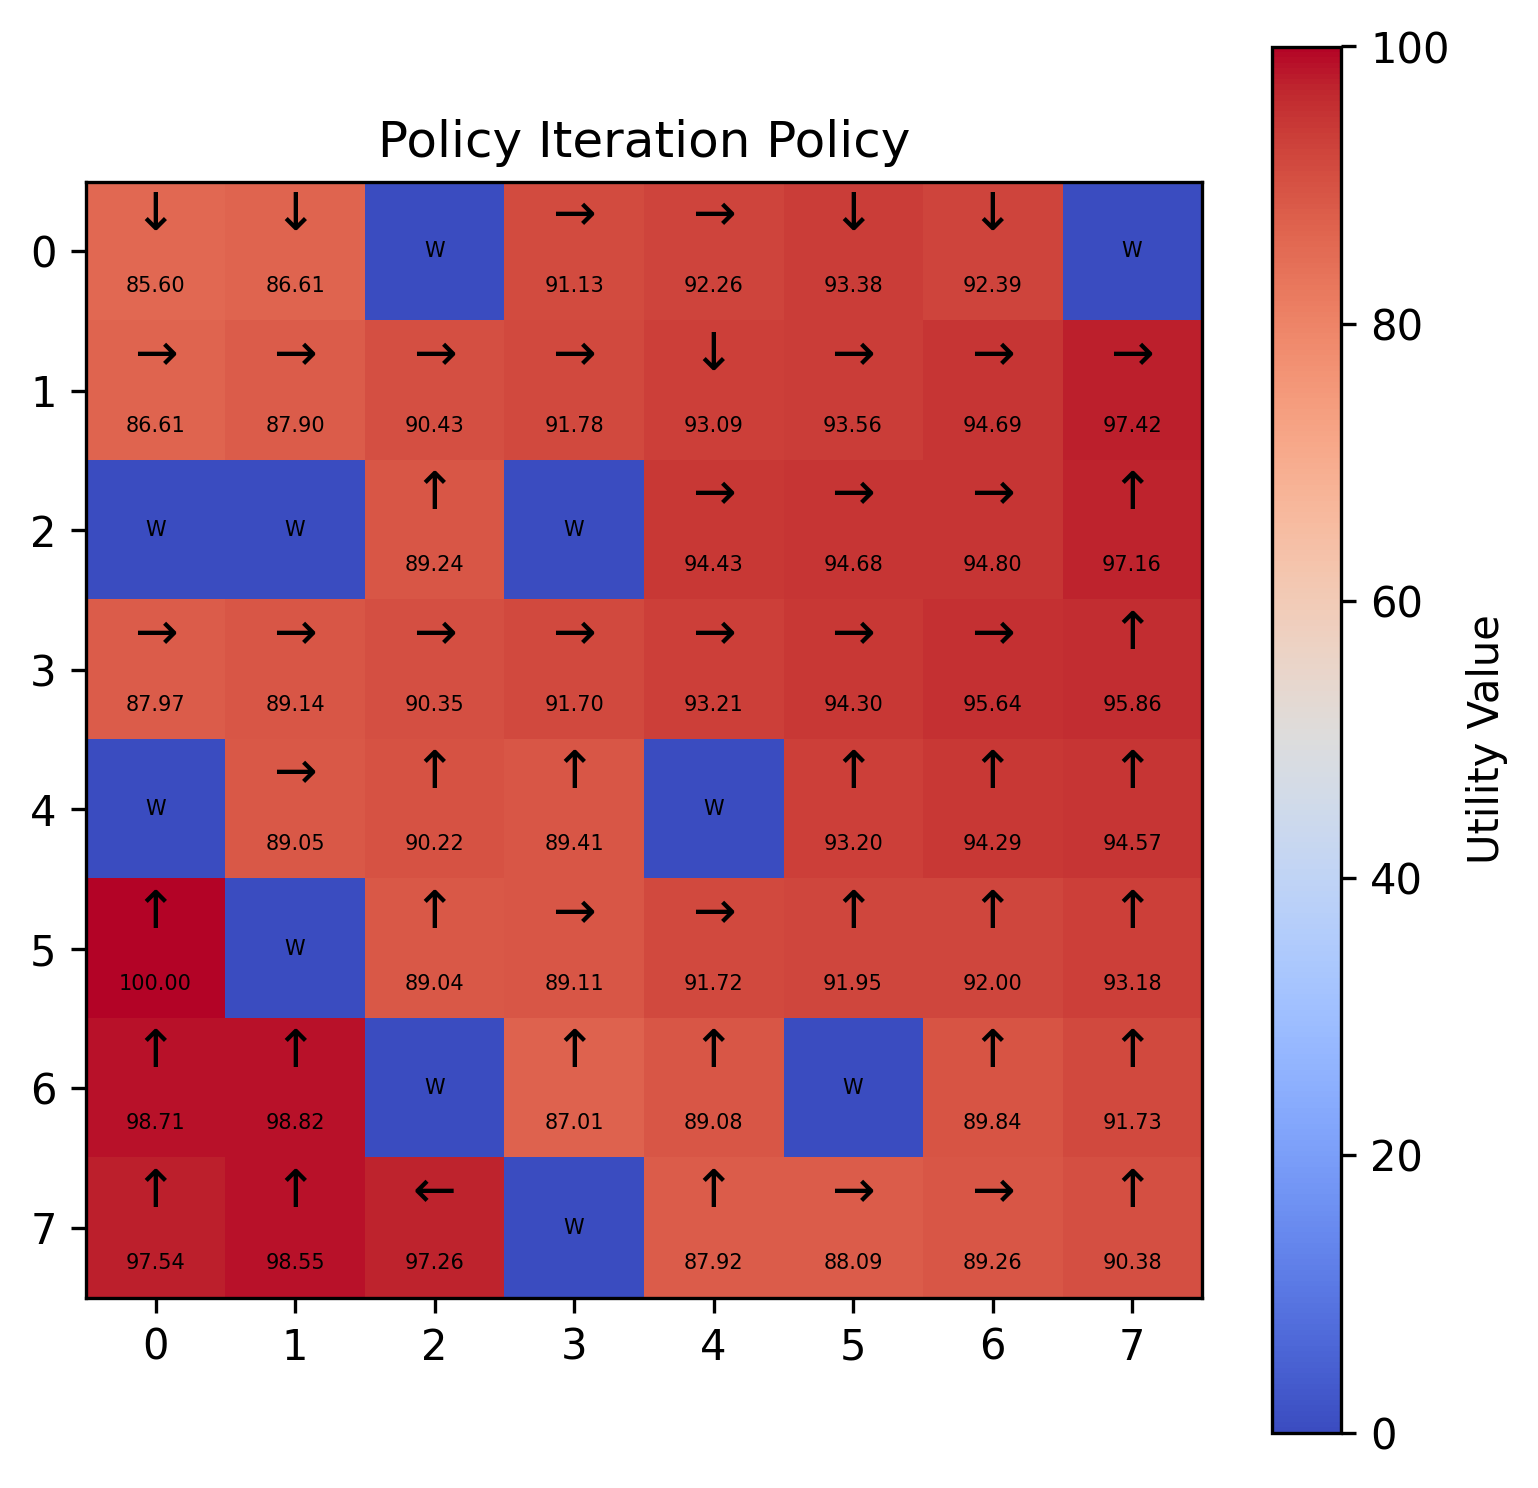 Policy Iteration Policy
↓ ↓ → → ↓ ↓
0 W W
85.60 86.61 91.13 92.26 93.38 92.39
→ → → → ↓ → → →
1
86.61 87.90 90.43 91.78 93.09 93.56 94.69 97.42
↑ → → → ↑
2 W W W
89.24 94.43 94.68 94.80 97.16
→ → → → → → → ↑
3
87.97 89.14 90.35 91.70 93.21 94.30 95.64 95.86
→ ↑ ↑ ↑ ↑ ↑
4 W W
89.05 90.22 89.41 93.20 94.29 94.57
↑ ↑ → → ↑ ↑ ↑
5 W
100.00 89.04 89.11 91.72 91.95 92.00 93.18
↑ ↑ ↑ ↑ ↑ ↑
6 W W
98.71 98.82 87.01 89.08 89.84 91.73
↑ ↑ ← ↑ → → ↑
7 W
97.54 98.55 97.26 87.92 88.09 89.26 90.38
0 1 2 3 4 5 6 7
100
80
60
40
20
0
Utility Value